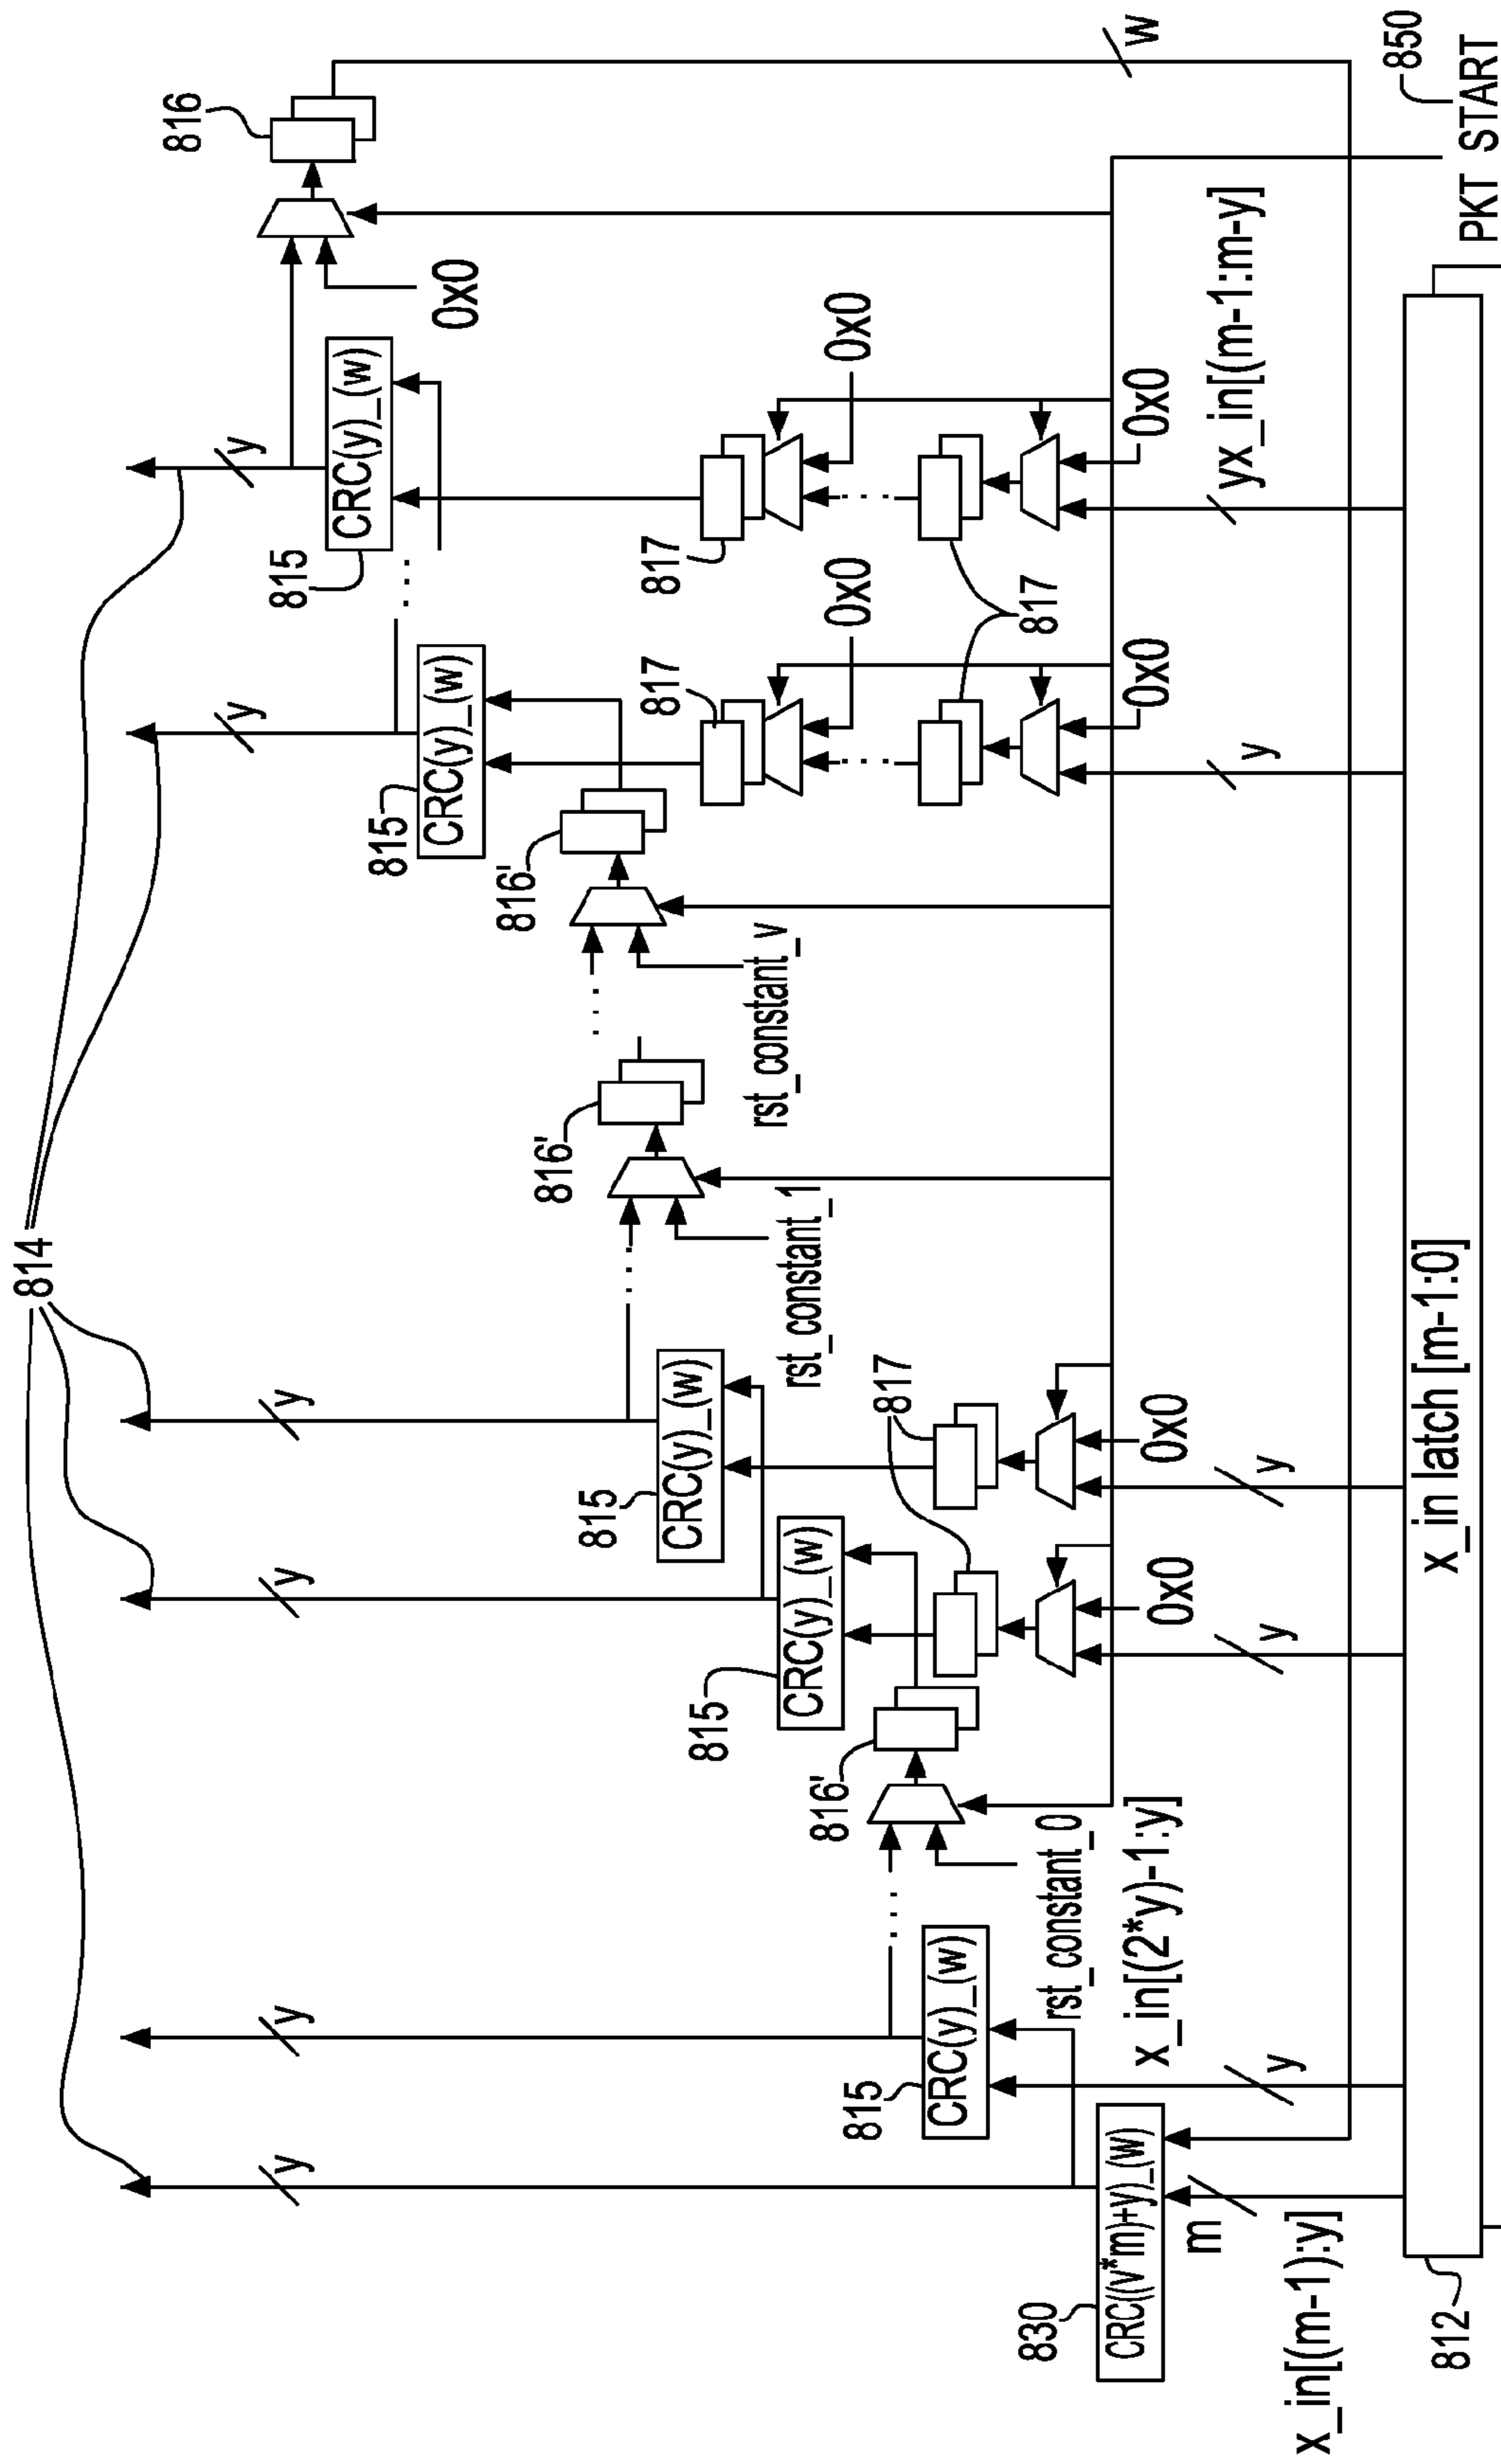 814
816
y
y
y
y
y
y
815
CRC(y)_(w)
815
CRC(y)_(w)
0x0
816'
816'
815
CRC(y)_(w)
817
817
815
rst_constant_v
CRC(y)_(w)
rst_constant_1
816'
0x0
0x0
815
817
CRC(y)_(w)
817
830
rst_constant_0
CRC((v*m)+y)_(w)
w
x_in[(2*y)-1:y]
0x0
0x0
0x0
0x0
m
y
y
y
y
yx_in[(m-1:m-y]
x_in[(m-1):y]
850
x_in latch [m-1:0]
812
PKT START